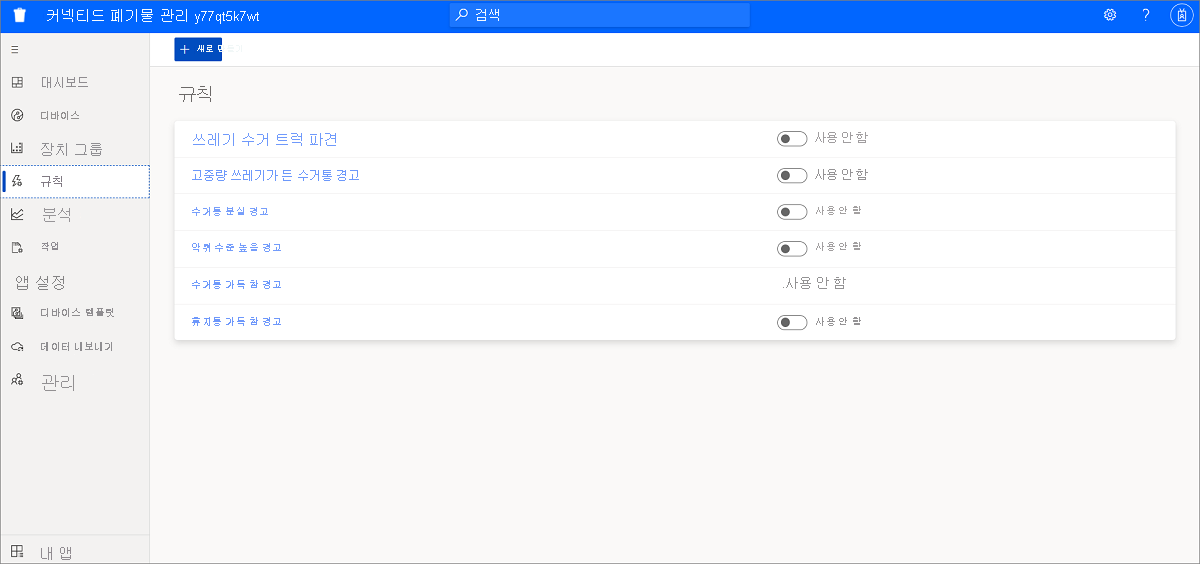 커넥티드 폐기물 관리 y77qt5k7wt
검색
?
+ 새로
대시보드
디바이스
장치 그룹
규칙
분석
작업
앱 설정
디바이스 템플릿
데이터 내보내기
관리
내 앱
규칙
쓰레기 수거 트럭 파견 사용 안 함
고중량 쓰레기가 든 수거통 경고 사용 안 함
수거통 분실 경고 사용 안 함
악취 수준 높음 경고 사용 안 함
수거통 가득 참 경고 .사용 안 함
휴지통 가득 참 경고 사용 안 함